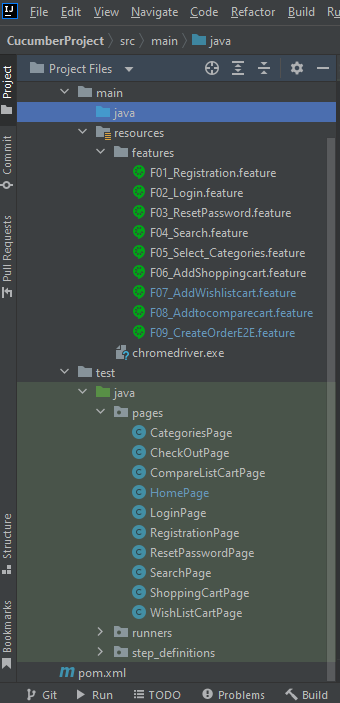 IJ File Edit View Navigate Code Refactor Build Ru
CucumberProject › src › main › java
Project Files
Project
Commit
Pull Requests
main
java
resources
features
F01_Registration.feature
F02_Login.feature
F03_ResetPassword.feature
F04_Search.feature
F05_Select_Categories.feature
F06_AddShoppingcart.feature
F07_AddWishlistcart.feature
F08_Addtocomparecart.feature
F09_CreateOrderE2E.feature
chromedriver.exe
test
java
pages
C CategoriesPage
C CheckOutPage
C CompareListCartPage
C HomePage
C LoginPage
C RegistrationPage
C ResetPasswordPage
C SearchPage
C ShoppingCartPage
C WishListCartPage
runners
step_definitions
m pom.xml
Structure
Bookmarks
Git Run TODO Problems Build